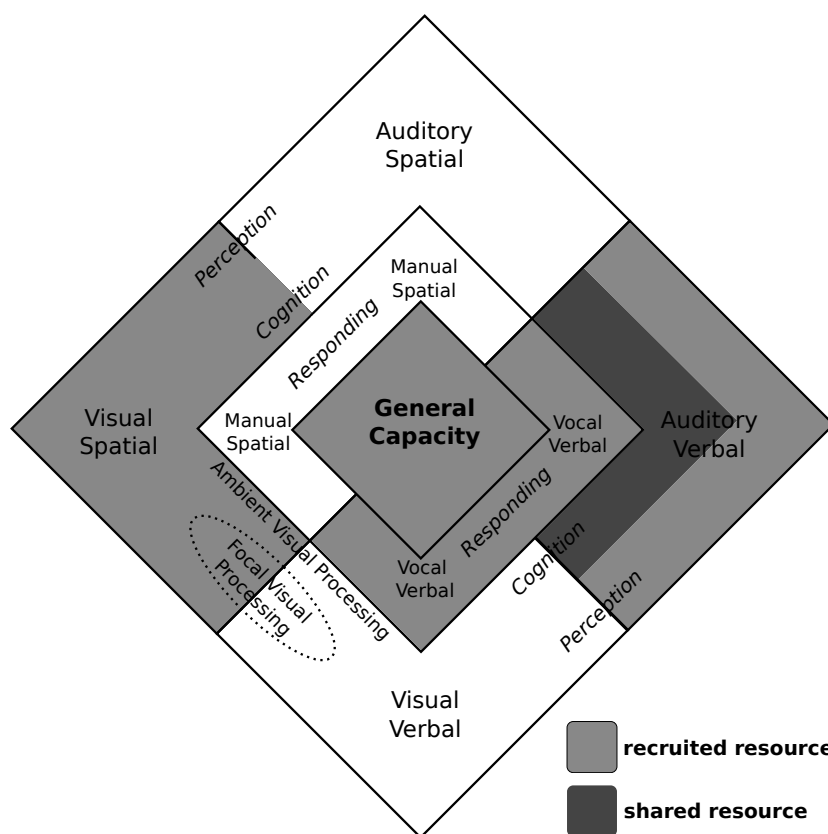 Auditory
Spatial
Perception
Cognition
Responding
Manual
Spatial
General
Capacity
Visual
Spatial
Manual
Spatial
Vocal
Verbal
Auditory
Verbal
Ambient Visual Processing
Focal Visual
Processing
Vocal
Verbal
Responding
Cognition
Perception
Visual
Verbal
recruited resource
shared resource